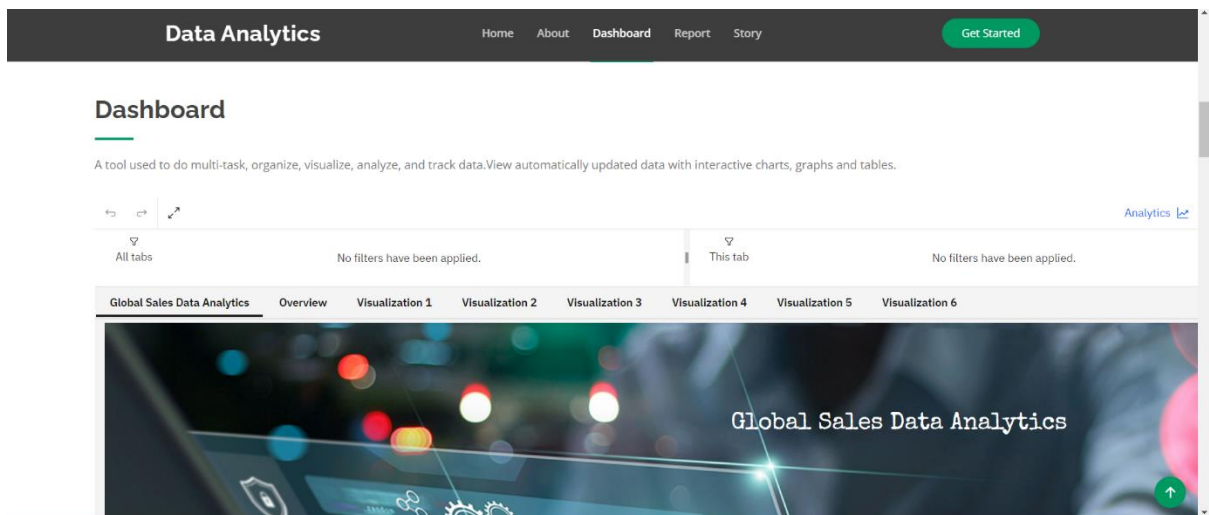 Data Analytics
Home About Dashboard Report Story
Get Started
Dashboard
A tool used to do multi-task, organize, visualize, analyze, and track data.View automatically updated data with interactive charts, graphs and tables.
Analytics
All tabs
No filters have been applied.
This tab
No filters have been applied.
Global Sales Data Analytics Overview Visualization 1 Visualization 2 Visualization 3 Visualization 4 Visualization 5 Visualization 6
Global Sales Data Analytics